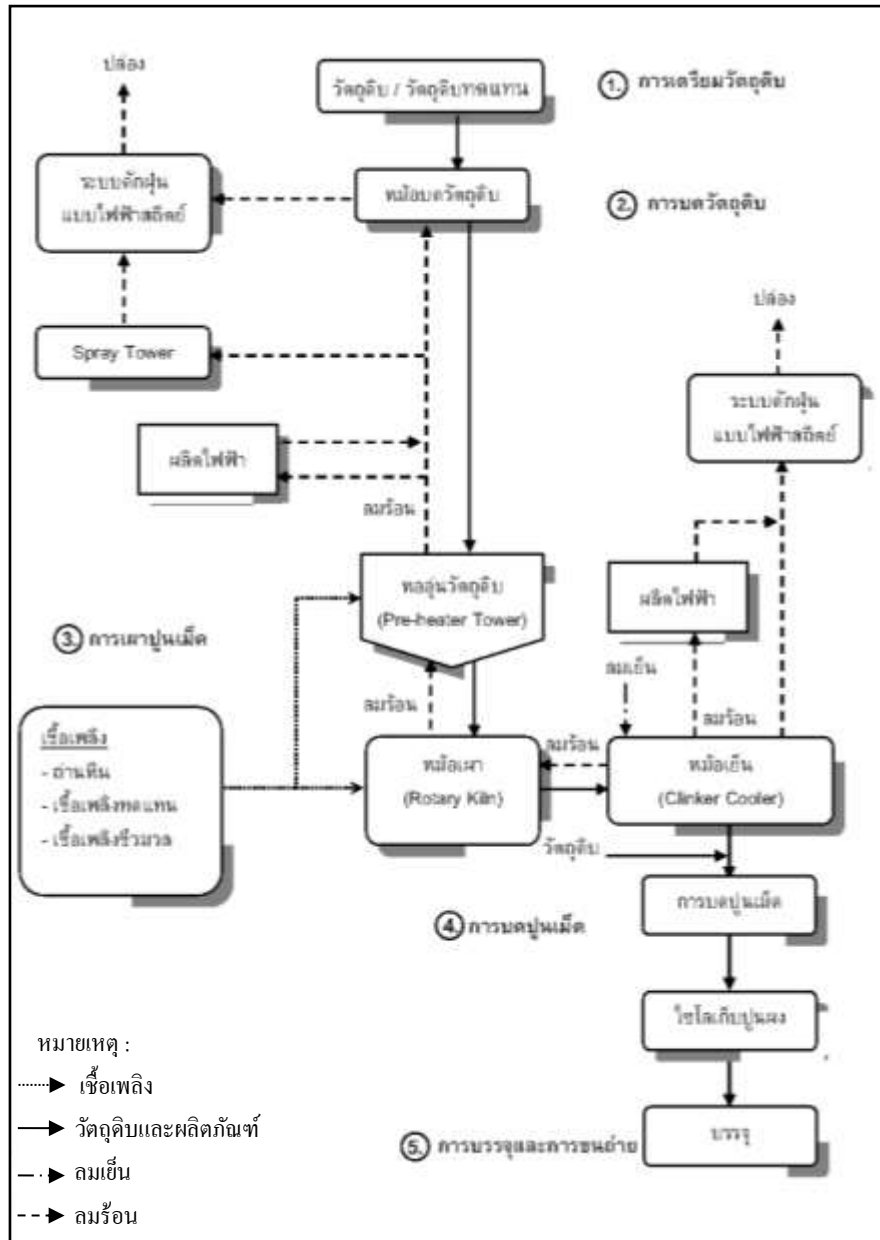 ปล่อง
วัตถุดิบ / วัตถุดิบทดแทน
1. การเตรียมวัตถุดิบ
ระบบดักฝุ่น
แบบไฟฟ้าสถิตย์
หม้อบดวัตถุดิบ
2. การบดวัตถุดิบ
Spray Tower
ปล่อง
ระบบดักฝุ่น
แบบไฟฟ้าสถิตย์
ผลิตไฟฟ้า
ลมร้อน
หออุ่นวัตถุดิบ
(Pre-heater Tower)
ผลิตไฟฟ้า
3. การเผาปูนเม็ด
ลมเย็น
ลมร้อน
ลมร้อน
เชื้อเพลิง
- ถ่านหิน
- เชื้อเพลิงทดแทน
- เชื้อเพลิงชีวมวล
หม้อเผา
(Rotary Kiln)
ลมร้อน
หม้อเย็น
(Clinker Cooler)
วัตถุดิบ
การบดปูนเม็ด
4. การบดปูนเม็ด
ไซโลเก็บปูนผง
หมายเหตุ :
เชื้อเพลิง
วัตถุดิบและผลิตภัณฑ์
ลมเย็น
ลมร้อน
5. การบรรจุและการขนถ่าย
บรรจุ